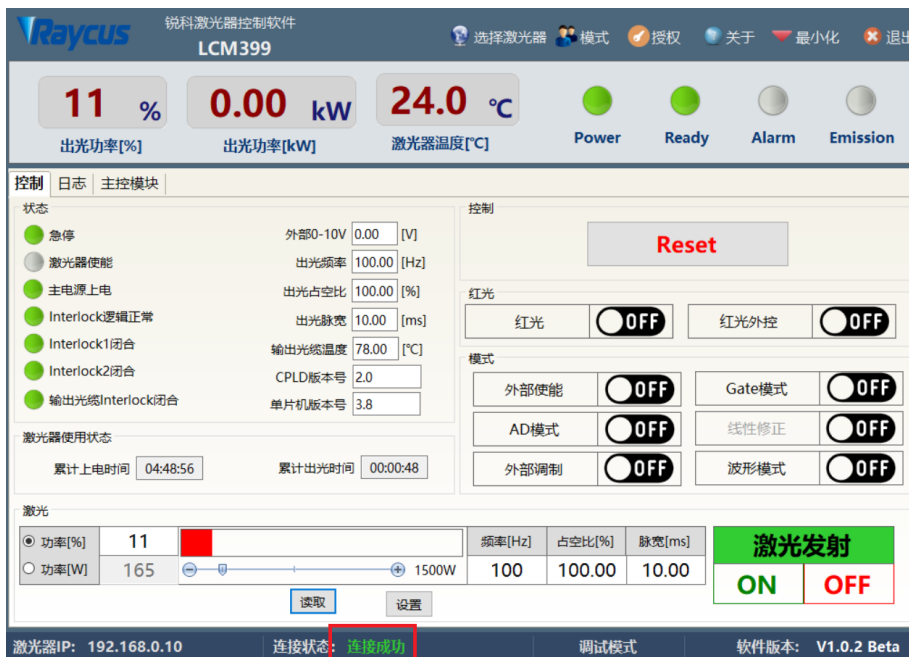 Raycus
锐科激光器控制软件
LCM399
选择激光器 模式 授权 关于 最小化 退出
11 % 0.00 kW 24.0 ℃
出光功率[%] 出光功率[kW] 激光器温度[℃] Power Ready Alarm Emission
控制 日志 主控模块
状态
急停 外部0-10V 0.00 [V]
激光器使能 出光频率 100.00 [Hz]
主电源上电 出光占空比 100.00 [%]
Interlock逻辑正常 出光脉宽 10.00 [ms]
Interlock1闭合 输出光缆温度 78.00 [℃]
Interlock2闭合 CPLD版本号 2.0
输出光缆Interlock闭合 单片机版本号 3.8
控制
Reset
红光
红光 OFF 红光外控 OFF
模式
外部使能 OFF Gate模式 OFF
AD模式 OFF 线性修正 OFF
外部调制 OFF 波形模式 OFF
激光器使用状态
累计上电时间 04:48:56 累计出光时间 00:00:48
激光
功率[%] 11 频率[Hz] 占空比[%] 脉宽[ms] 激光发射
功率[W] 165 1500W 100 100.00 10.00 ON OFF
读取 设置
激光器IP: 192.168.0.10 连接状态: 连接成功 调试模式 软件版本: V1.0.2 Beta